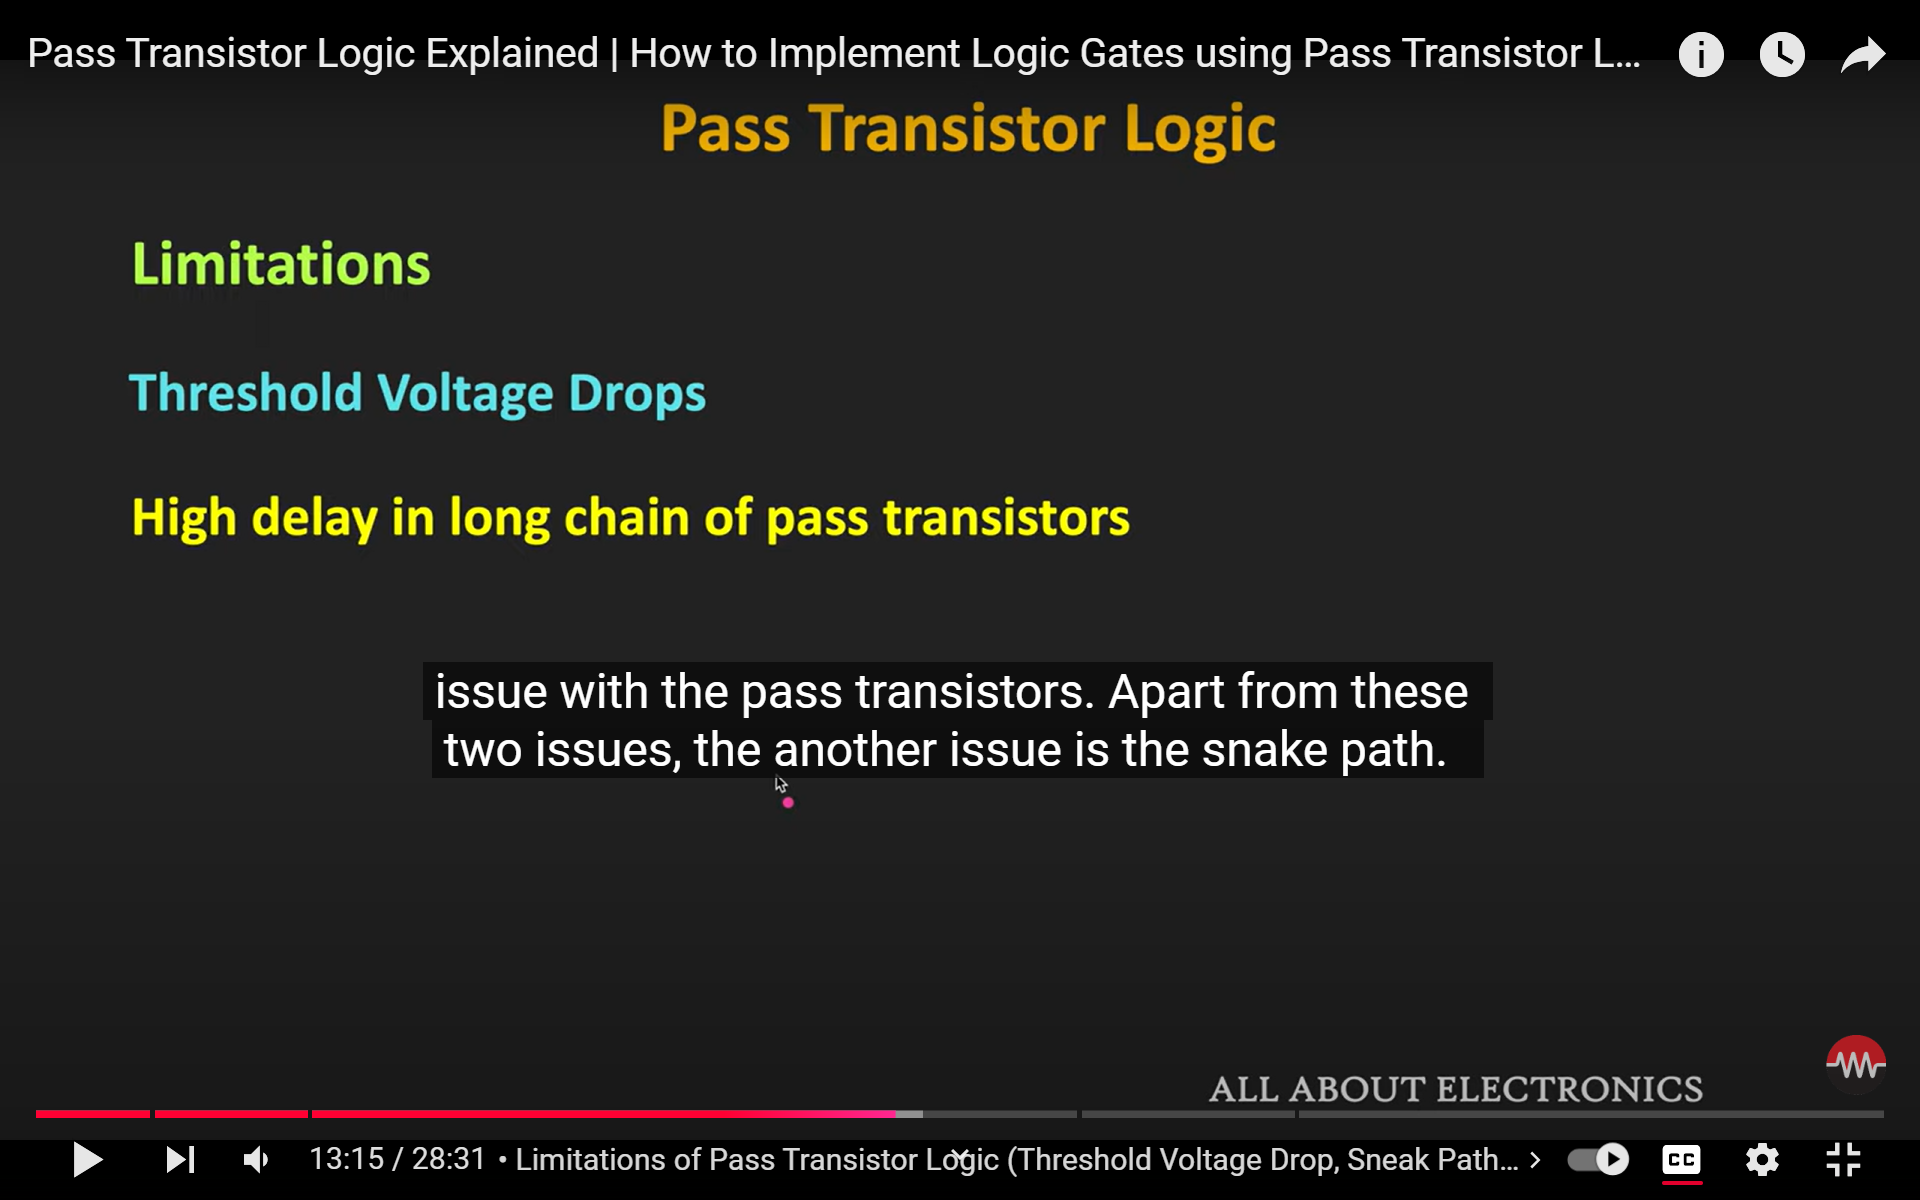 Pass Transistor Logic Explained | How to Implement Logic Gates using Pass Transistor L...
Pass Transistor Logic
Limitations
Threshold Voltage Drops
High delay in long chain of pass transistors
issue with the pass transistors. Apart from these
two issues, the another issue is the snake path.
ALL ABOUT ELECTRONICS
13:15 / 28:31 • Limitations of Pass Transistor Logic (Threshold Voltage Drop, Sneak Path... >
CC